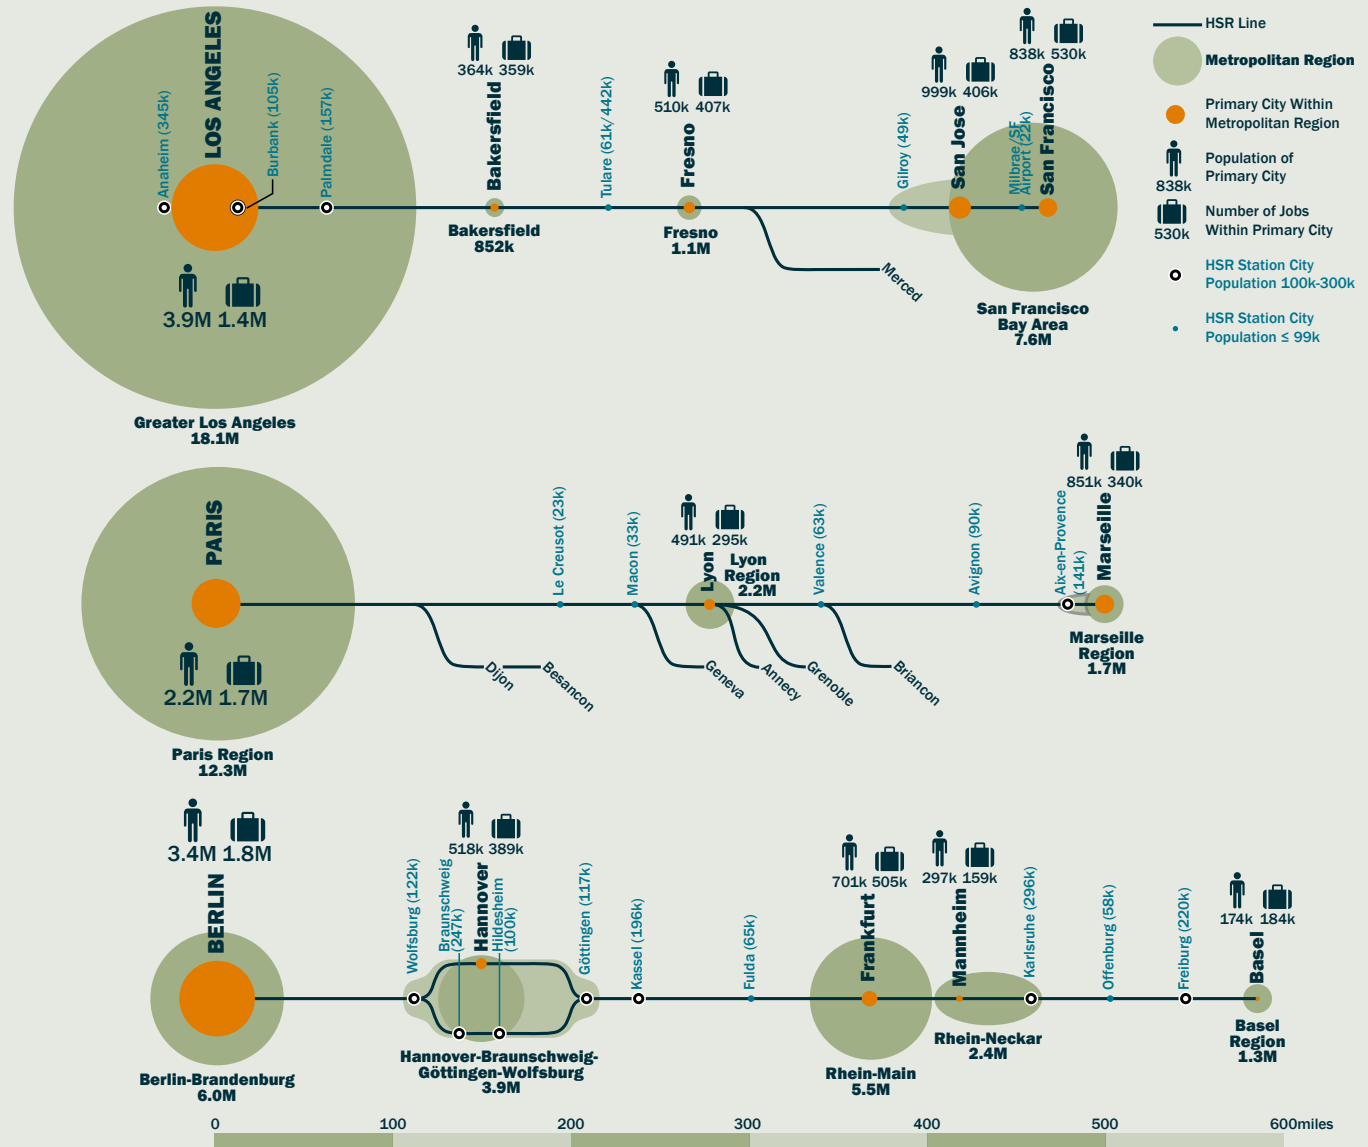 HSR Line
Metropolitan Region
Primary City Within
Metropolitan Region
838k
Population of
Primary City
530k
Number of Jobs
Within Primary City
HSR Station City
Population 100k-300k
HSR Station City
Population ≤ 99k
Anaheim (345k)
LOS ANGELES
Burbank (105k)
Palmdale (157k)
3.9M 1.4M
Greater Los Angeles
18.1M
364k 359k
Bakersfield
Bakersfield
852k
Tulare (61k/442k)
510k 407k
Fresno
Fresno
1.1M
Merced
Gilroy (49k)
999k 406k
San Jose
Milbrae/SF
Airport (22k)
838k 530k
San Francisco
San Francisco
Bay Area
7.6M
PARIS
2.2M 1.7M
Paris Region
12.3M
Dijon
Besancon
Le Creusot (23k)
Macon (33k)
Geneva
491k 295k
Lyon
Lyon
Region
2.2M
Annecy
Grenoble
Valence (63k)
Briancon
Avignon (90k)
Aix-en-Provence
(141k)
851k 340k
Marseille
Marseille
Region
1.7M
3.4M 1.8M
BERLIN
Berlin-Brandenburg
6.0M
Wolfsburg (122k)
Braunschweig
(247k)
518k 389k
Hannover
Hildesheim
(100k)
Göttingen (117k)
Hannover-Braunschweig-
Göttingen-Wolfsburg
3.9M
Kassel (196k)
Fulda (65k)
701k 505k
Frankfurt
Rhein-Main
5.5M
297k 159k
Mannheim
Rhein-Neckar
2.4M
Karlsruhe (296k)
Offenburg (58k)
Freiburg (220k)
174k 184k
Basel
Basel
Region
1.3M
0 100 200 300 400 500 600miles